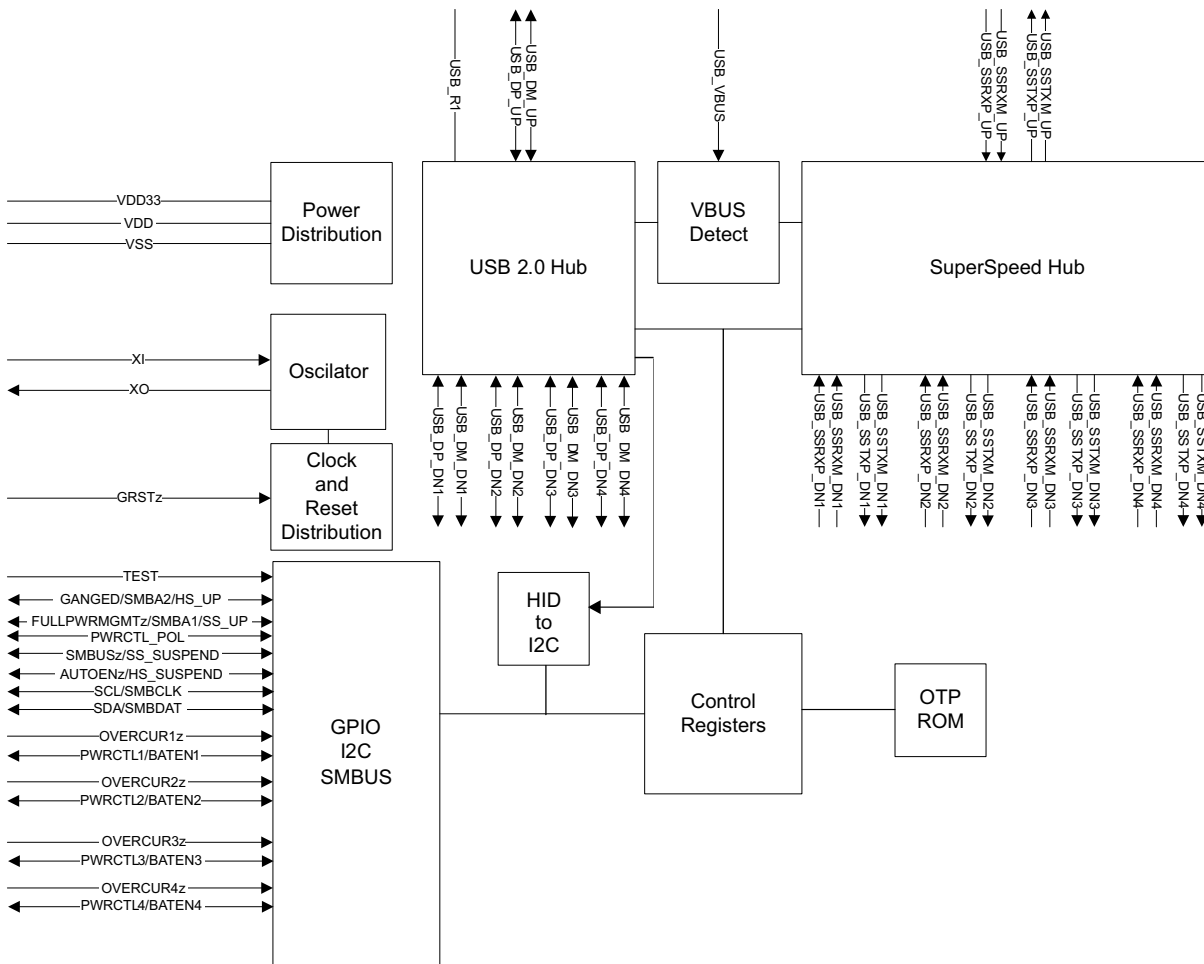 USB_R1
USB_DP_UP
USB_DM_UP
USB_VBUS
USB_SSRXP_UP
USB_SSRXM_UP
USB_SSTXP_UP
USB_SSTXM_UP
VDD33
VDD
VSS
Power
Distribution
USB 2.0 Hub
VBUS
Detect
SuperSpeed Hub
XI
XO
Oscilator
GRSTz
Clock
and
Reset
Distribution
USB_DP_DN1
USB_DM_DN1
USB_DP_DN2
USB_DM_DN2
USB_DP_DN3
USB_DM_DN3
USB_DP_DN4
USB_DM_DN4
USB_SSRXP_DN1
USB_SSRXM_DN1
USB_SSTXP_DN1
USB_SSTXM_DN1
USB_SSRXP_DN2
USB_SSRXM_DN2
USB_SSTXP_DN2
USB_SSTXM_DN2
USB_SSRXP_DN3
USB_SSRXM_DN3
USB_SSTXP_DN3
USB_SSTXM_DN3
USB_SSRXP_DN4
USB_SSRXM_DN4
USB_SSTXP_DN4
USB_SSTXM_DN4
TEST
GANGED/SMBA2/HS_UP
FULLPWRMGMTz/SMBA1/SS_UP
PWRCTL_POL
SMBUSz/SS_SUSPEND
AUTOENz/HS_SUSPEND
SCL/SMBCLK
SDA/SMBDAT
OVERCUR1z
PWRCTL1/BATEN1
OVERCUR2z
PWRCTL2/BATEN2
OVERCUR3z
PWRCTL3/BATEN3
OVERCUR4z
PWRCTL4/BATEN4
GPIO
I2C
SMBUS
HID
to
I2C
Control
Registers
OTP
ROM